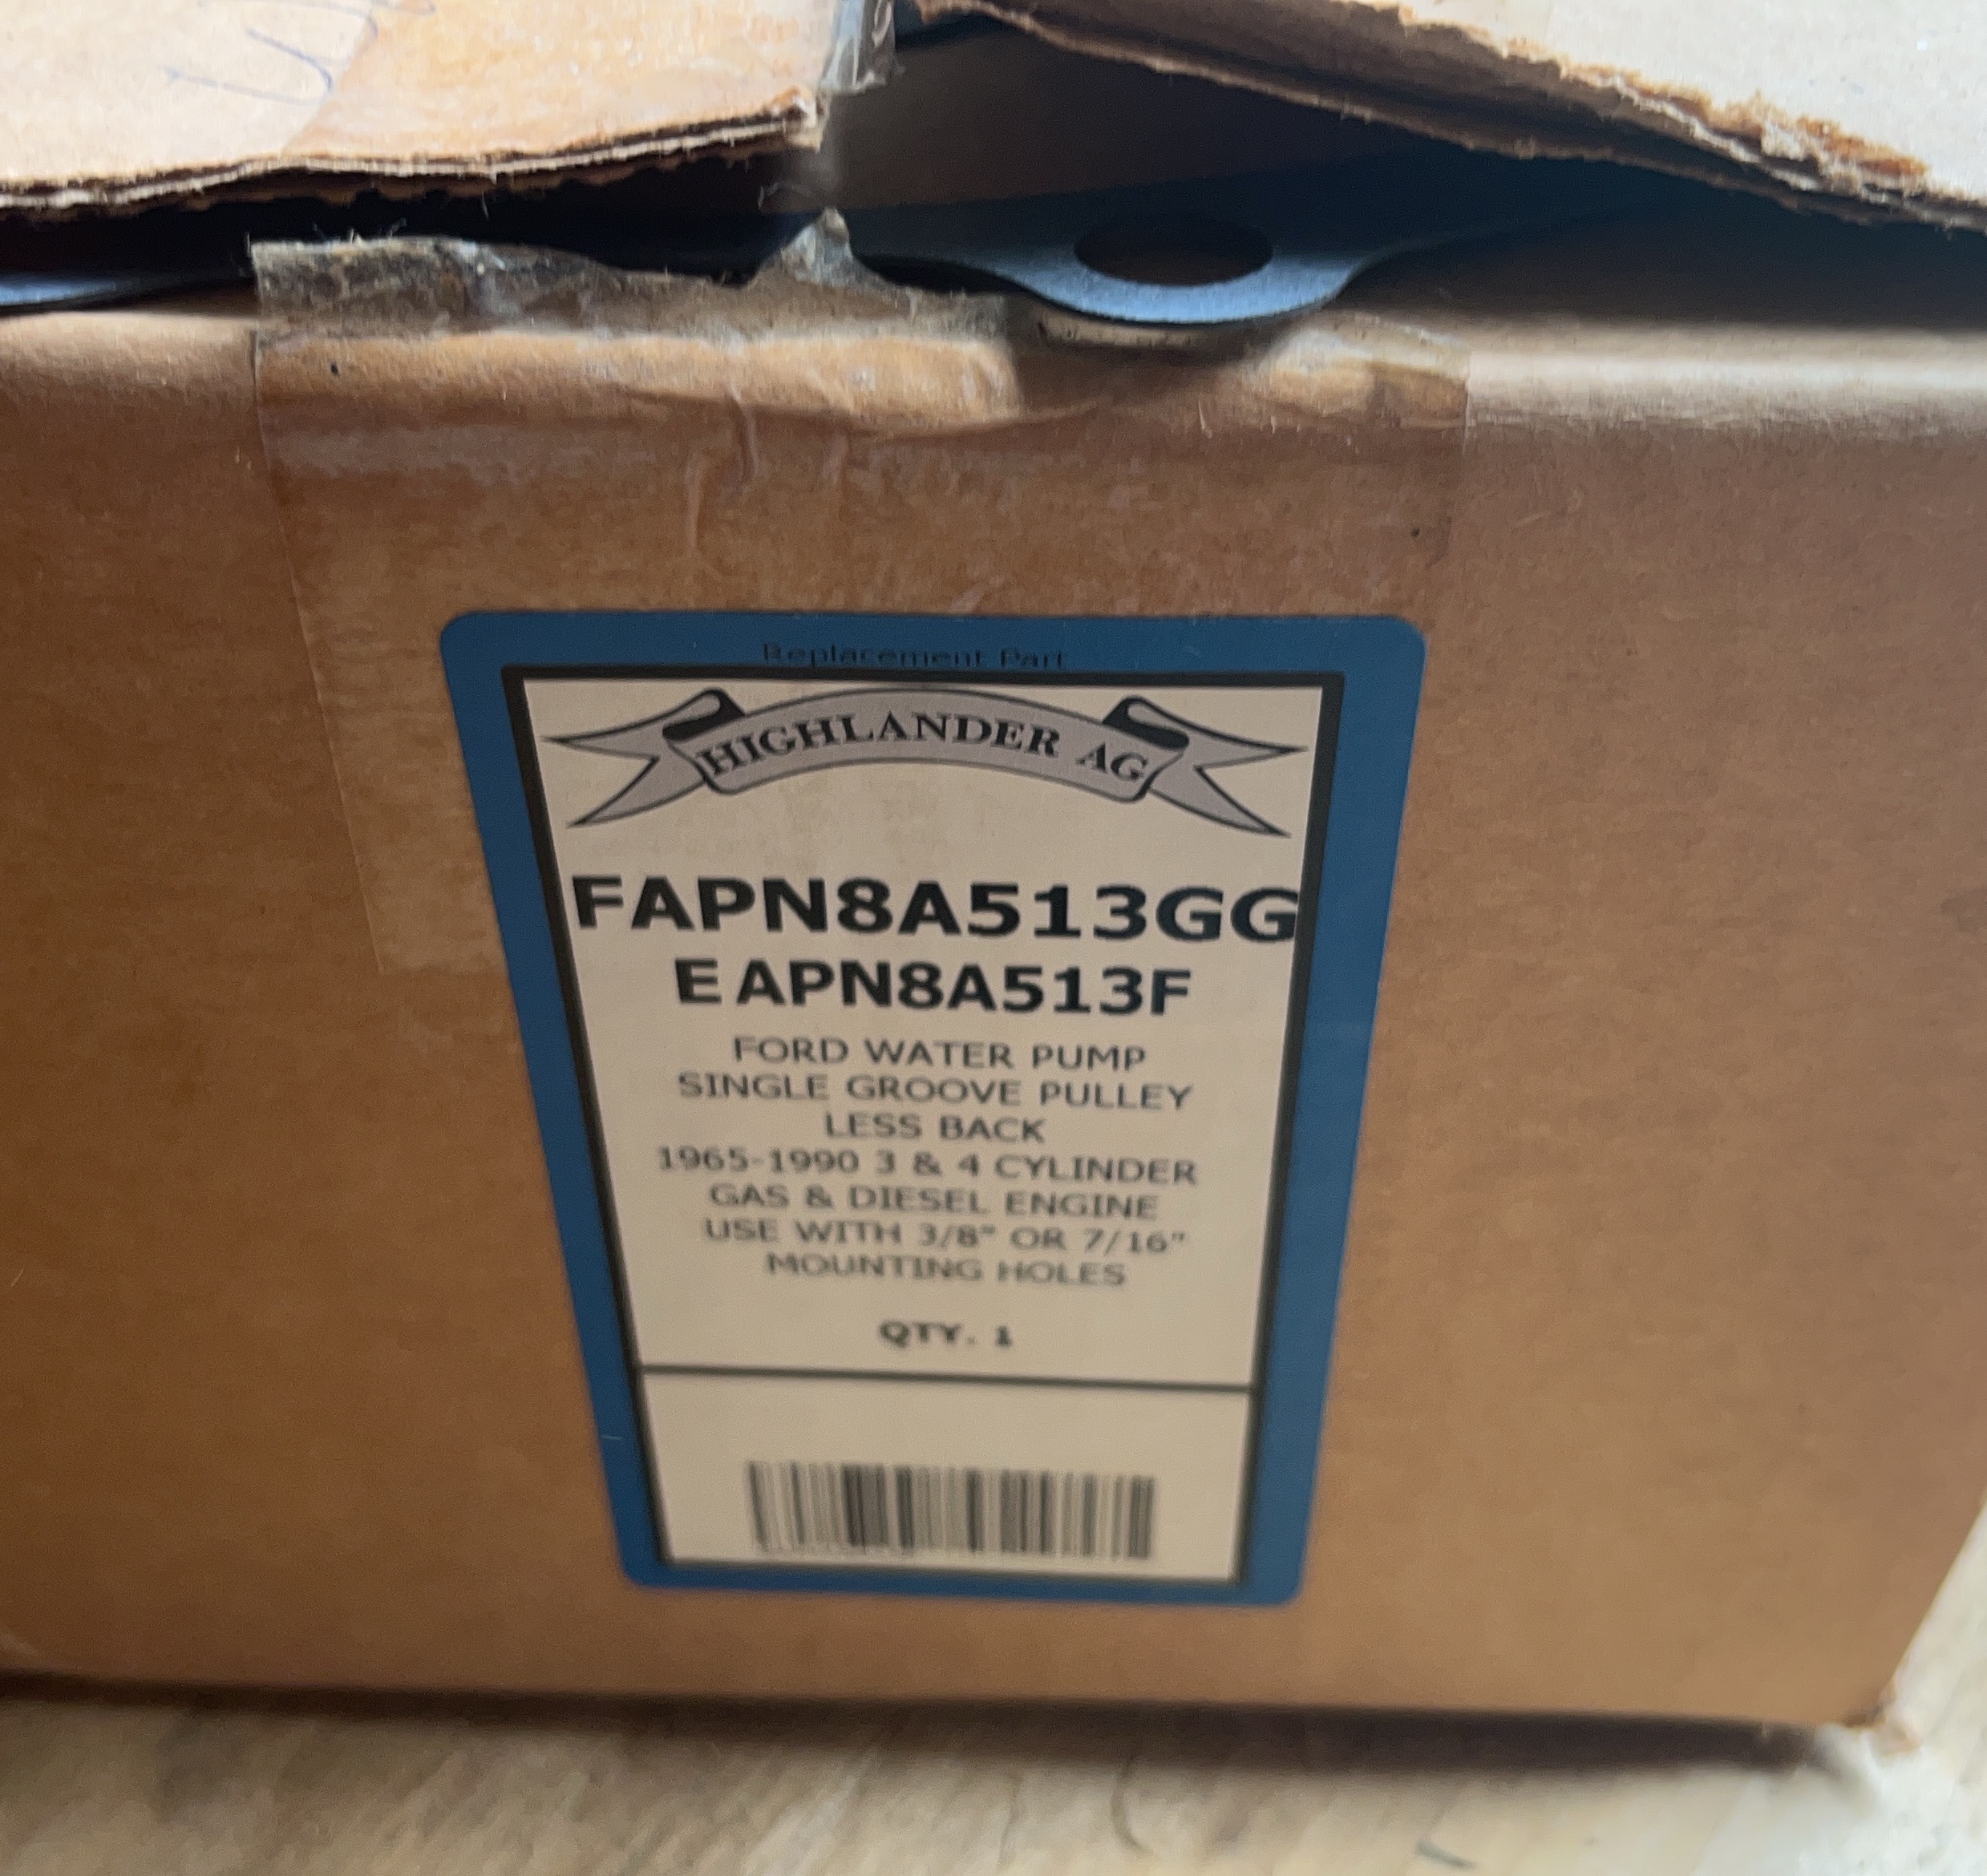 Replacement Part
HIGHLANDER AG
FAPN8A513GG
EAPN8A513F
FORD WATER PUMP
SINGLE GROOVE PULLEY
LESS BACK
1965-1990 3 & 4 CYLINDER
GAS & DIESEL ENGINE
USE WITH 3/8" OR 7/16"
MOUNTING HOLES
QTY. 1